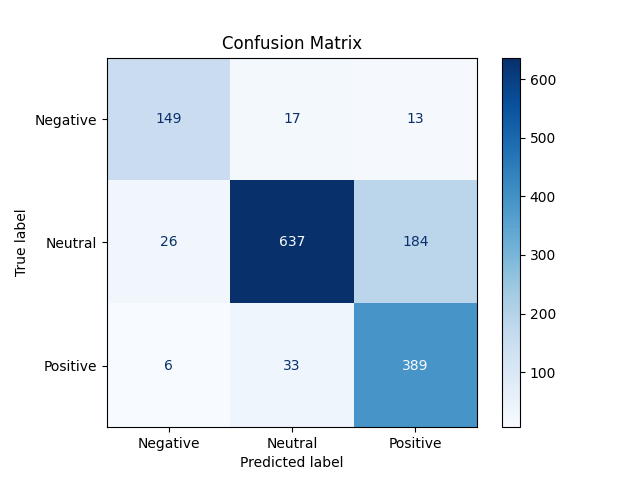 Confusion Matrix
Negative 149 17 13
Neutral 26 637 184
Positive 6 33 389
Negative Neutral Positive
Predicted label
True label
600
500
400
300
200
100